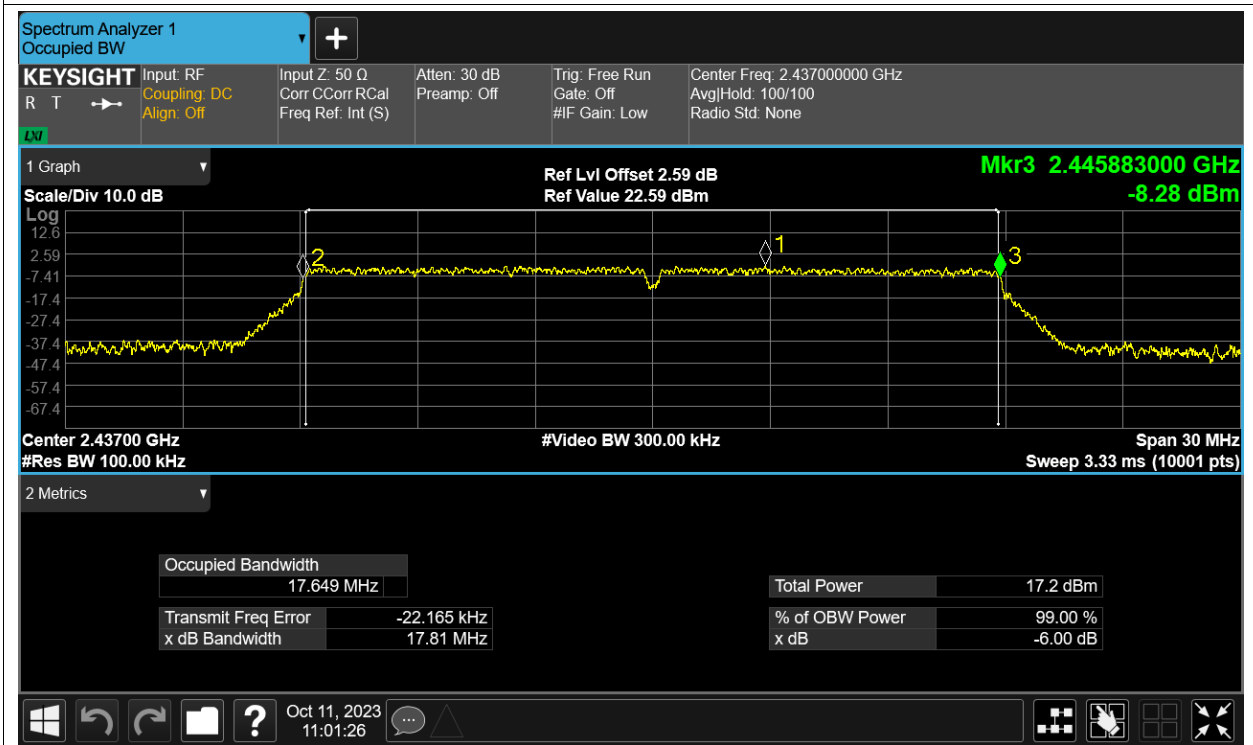 Spectrum Analyzer 1
Occupied BW
KEYSIGHT
R T
LXI
Input: RF
Coupling: DC
Align: Off
Input Z: 50 Ω
Corr CCorr RCal
Freq Ref: Int (S)
Atten: 30 dB
Preamp: Off
Trig: Free Run
Gate: Off
#IF Gain: Low
Center Freq: 2.437000000 GHz
Avg|Hold: 100/100
Radio Std: None
1 Graph
Scale/Div 10.0 dB
Ref Lvl Offset 2.59 dB
Ref Value 22.59 dBm
Mkr3 2.445883000 GHz
-8.28 dBm
Log
12.6
2.59
-7.41
-17.4
-27.4
-37.4
-47.4
-57.4
-67.4
2
1
3
Center 2.43700 GHz
#Video BW 300.00 kHz
Span 30 MHz
#Res BW 100.00 kHz
Sweep 3.33 ms (10001 pts)
2 Metrics
Occupied Bandwidth
17.649 MHz
Total Power 17.2 dBm
Transmit Freq Error -22.165 kHz
% of OBW Power 99.00 %
x dB Bandwidth 17.81 MHz
x dB -6.00 dB
?
Oct 11, 2023
11:01:26